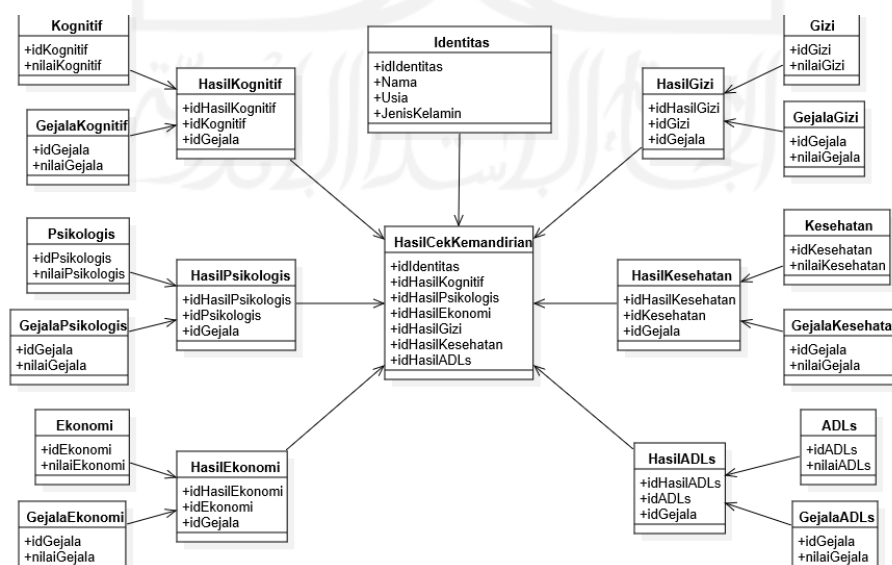 Kognitif
+idKognitif
+nilaiKognitif
GejalaKognitif
+idGejala
+nilaiGejala
HasilKognitif
+idHasilKognitif
+idKognitif
+idGejala
Identitas
+idIdentitas
+Nama
+Usia
+JenisKelamin
HasilGizi
+idHasilGizi
+idGizi
+idGejala
Gizi
+idGizi
+nilaiGizi
GejalaGizi
+idGejala
+nilaiGejala
Psikologis
+idPsikologis
+nilaiPsikologis
GejalaPsikologis
+idGejala
+nilaiGejala
HasilPsikologis
+idHasilPsikologis
+idPsikologis
+idGejala
HasilCekKemandirian
+idIdentitas
+idHasilKognitif
+idHasilPsikologis
+idHasilEkonomi
+idHasilGizi
+idHasilKesehatan
+idHasilADLs
HasilKesehatan
+idHasilKesehatan
+idKesehatan
+idGejala
Kesehatan
+idKesehatan
+nilaiKesehatan
GejalaKesehata
+idGejala
+nilaiGejala
Ekonomi
+idEkonomi
+nilaiEkonomi
GejalaEkonomi
+idGejala
+nilaiGejala
HasilEkonomi
+idHasilEkonomi
+idEkonomi
+idGejala
HasilADLs
+idHasilADLs
+idADLs
+idGejala
ADLs
+idADLs
+nilaiADLs
GejalaADLs
+idGejala
+nilaiGejala